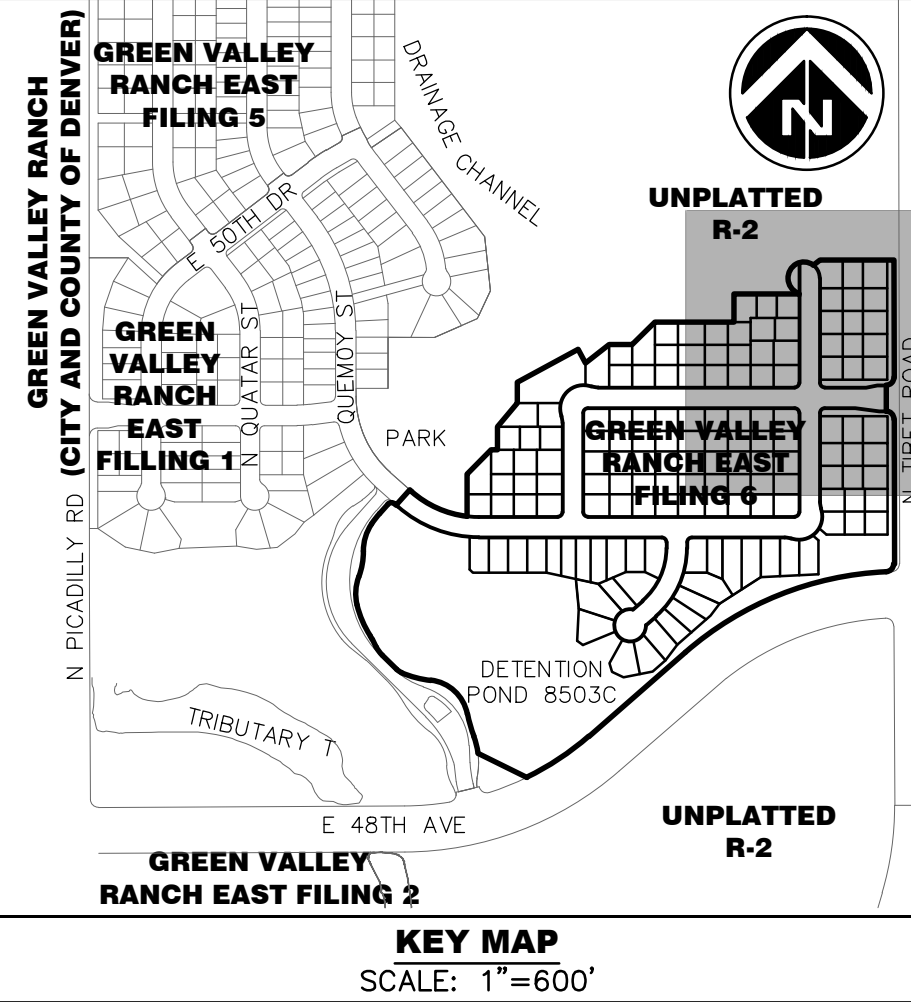 GREEN VALLEY RANCH
(CITY AND COUNTY OF DENVER)
GREEN VALLEY
RANCH EAST
FILING 5
DRAINAGE CHANNEL
N
UNPLATTED
R-2
E 50TH DR
GREEN
VALLEY
RANCH
EAST
FILLING 1
N QUATAR ST
QUEMOY ST
PARK
GREEN VALLEY
RANCH EAST
FILING 6
N TIBET ROAD
N PICADILLY RD
DETENTION
POND 8503C
TRIBUTARY T
E 48TH AVE
UNPLATTED
R-2
GREEN VALLEY
RANCH EAST FILING 2
KEY MAP
SCALE: 1"=600'